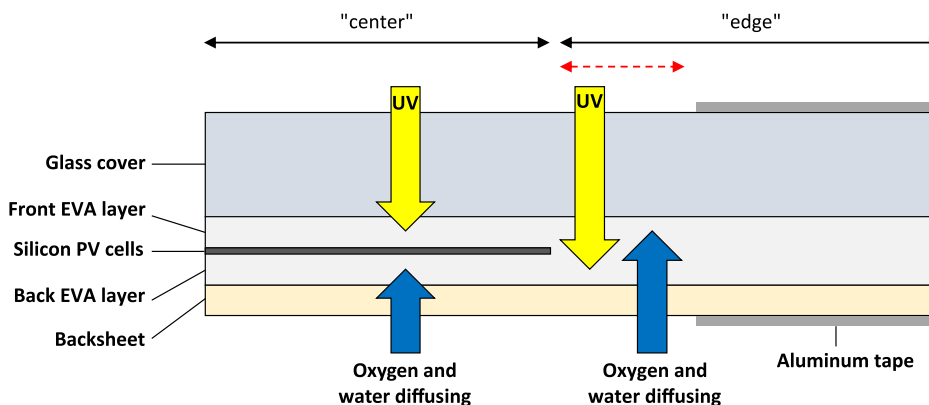 "center"
"edge"
UV
UV
Glass cover
Front EVA layer
Silicon PV cells
Back EVA layer
Backsheet
Oxygen and
water diffusing
Oxygen and
water diffusing
Aluminum tape